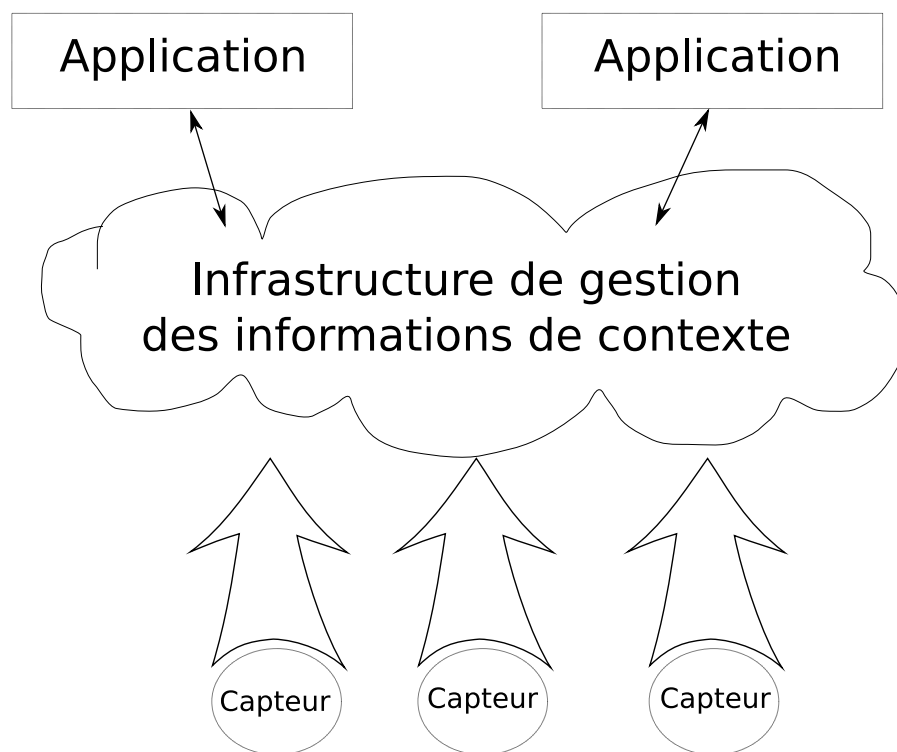 Application
Application
Infrastructure de gestion
des informations de contexte
Capteur
Capteur
Capteur